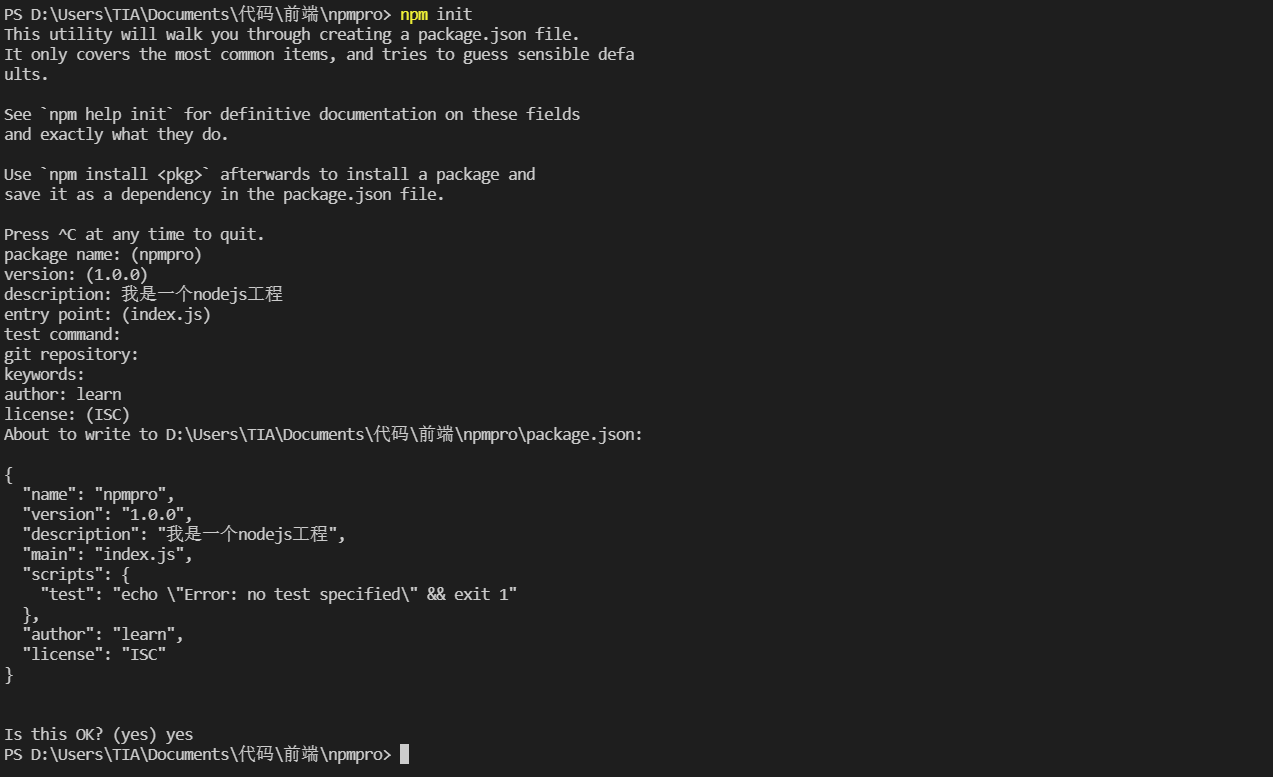 PS D:\Users\TIA\Documents\代码\前端\npmpro> npm init
This utility will walk you through creating a package.json file.
It only covers the most common items, and tries to guess sensible defa
ults.
See `npm help init` for definitive documentation on these fields
and exactly what they do.
Use `npm install <pkg>` afterwards to install a package and
save it as a dependency in the package.json file.
Press ^C at any time to quit.
package name: (npmpro)
version: (1.0.0)
description: 我是一个nodejs工程
entry point: (index.js)
test command:
git repository:
keywords:
author: learn
license: (ISC)
About to write to D:\Users\TIA\Documents\代码\前端\npmpro\package.json:
{
  "name": "npmpro",
  "version": "1.0.0",
  "description": "我是一个nodejs工程",
  "main": "index.js",
  "scripts": {
    "test": "echo \"Error: no test specified\" && exit 1"
  },
  "author": "learn",
  "license": "ISC"
}
Is this OK? (yes) yes
PS D:\Users\TIA\Documents\代码\前端\npmpro>